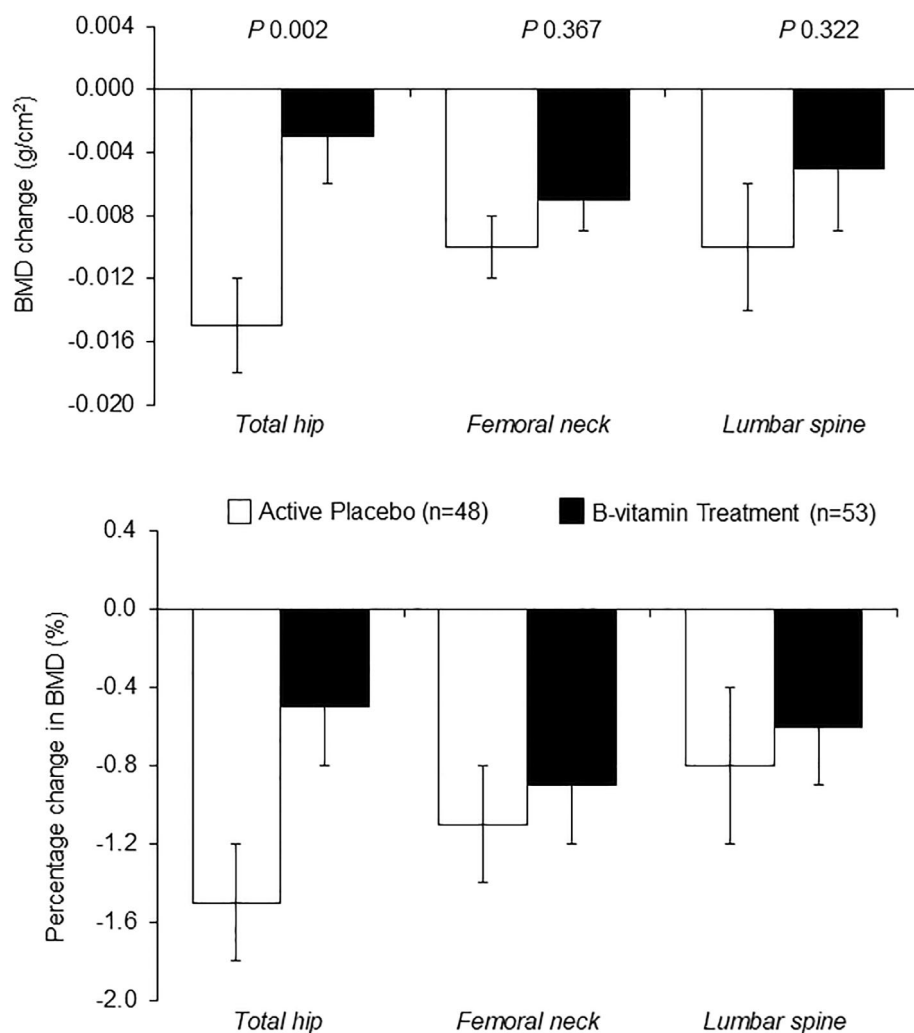 P 0.002 P 0.367 P 0.322
BMD change (g/cm²)
0.004
0.000
-0.004
-0.008
-0.012
-0.016
-0.020
Total hip Femoral neck Lumbar spine
Active Placebo (n=48) B-vitamin Treatment (n=53)
Percentage change in BMD (%)
0.4
0.0
-0.4
-0.8
-1.2
-1.6
-2.0
Total hip Femoral neck Lumbar spine